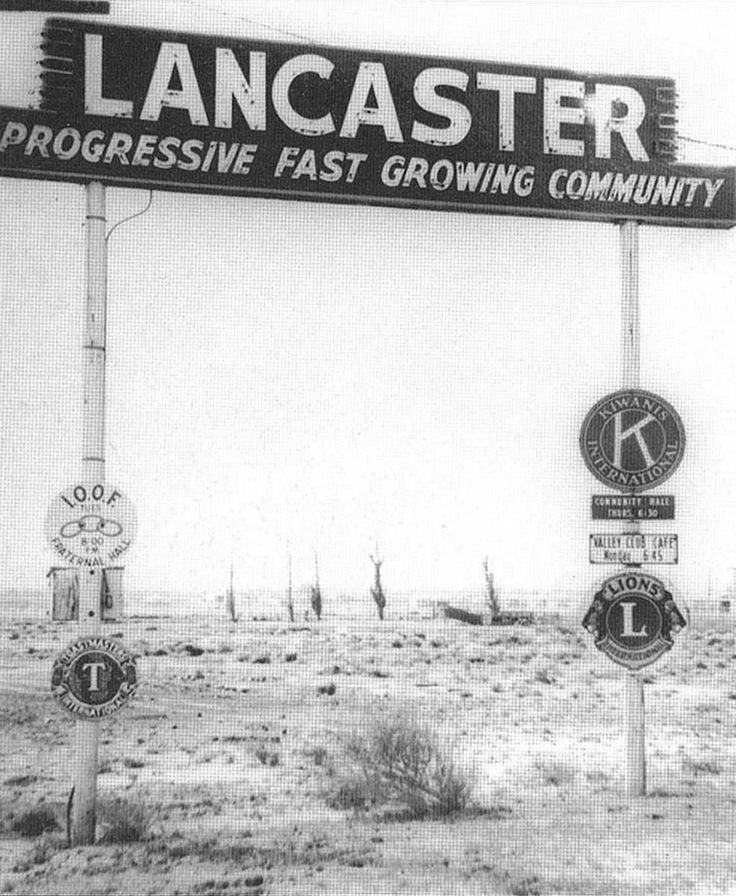 LANCASTER
PROGRESSIVE FAST GROWING COMMUNITY
I.O.O.F.
TUES.
8:00
P.M.
FRATERNAL HALL
TOASTMASTERS
T
INTERNATIONAL
KIWANIS
K
INTERNATIONAL
COMMUNITY HALL
THURS. 6:30
VALLEY CLUB CAFE
Monday 6:45
LIONS
L
INTERNATIONAL